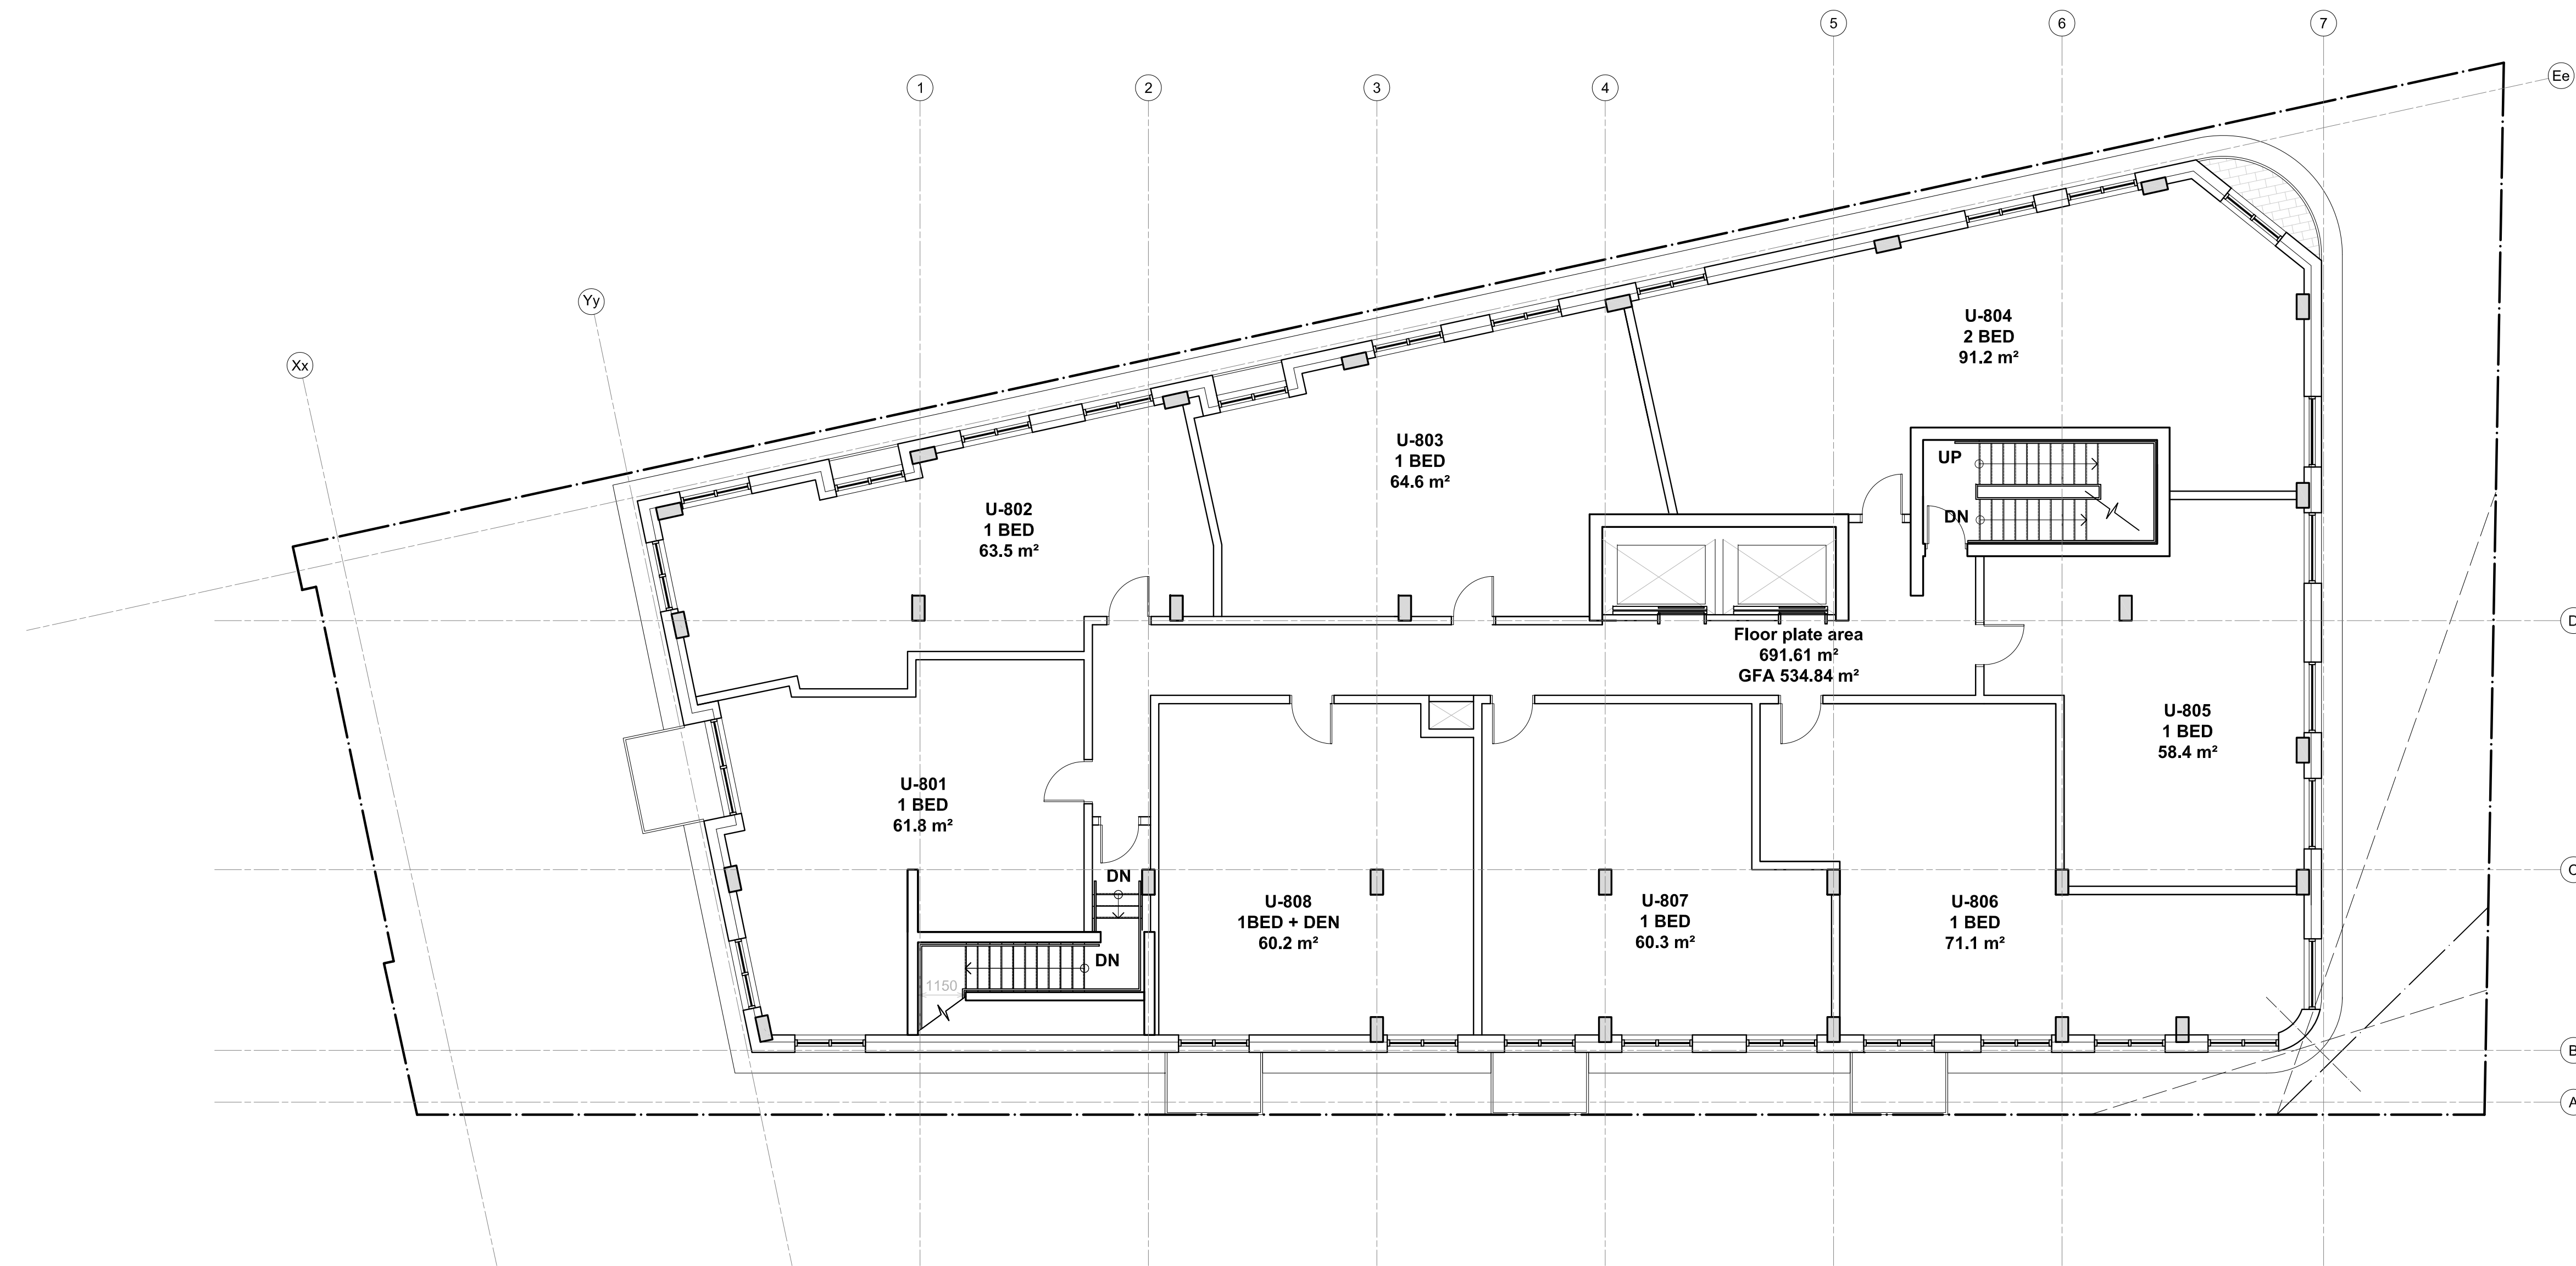 5
6
7
Ee
1
2
3
4
Yy
Xx
U-804
2 BED
91.2 m²
U-803
1 BED
64.6 m²
UP
DN
U-802
1 BED
63.5 m²
D
Floor plate area
691.61 m²
GFA 534.84 m²
U-805
1 BED
58.4 m²
U-801
1 BED
61.8 m²
C
DN
U-808
1BED + DEN
60.2 m²
U-807
1 BED
60.3 m²
U-806
1 BED
71.1 m²
DN
1150
B
A